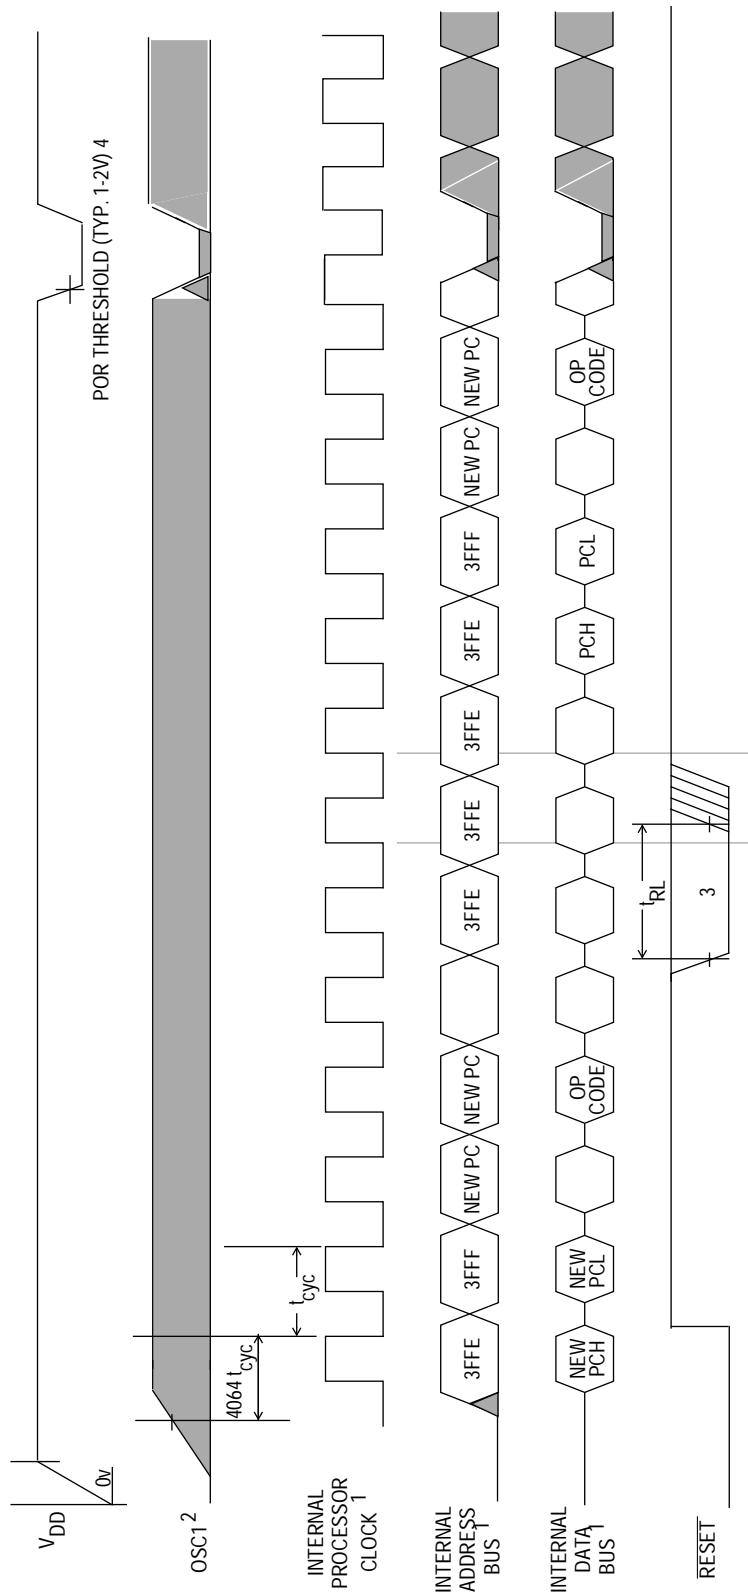 V DD
0v
POR THRESHOLD (TYP. 1-2V) 4
OSC1 2
4064 t cyc
t cyc
INTERNAL
PROCESSOR
CLOCK 1
INTERNAL
ADDRESS
BUS 1
3FFE
3FFF
NEW PC
NEW PC
3FFE
3FFE
3FFE
3FFE
3FFF
NEW PC
NEW PC
INTERNAL
DATA
BUS 1
NEW
PCH
NEW
PCL
OP
CODE
PCH
PCL
OP
CODE
RESET
t RL
3